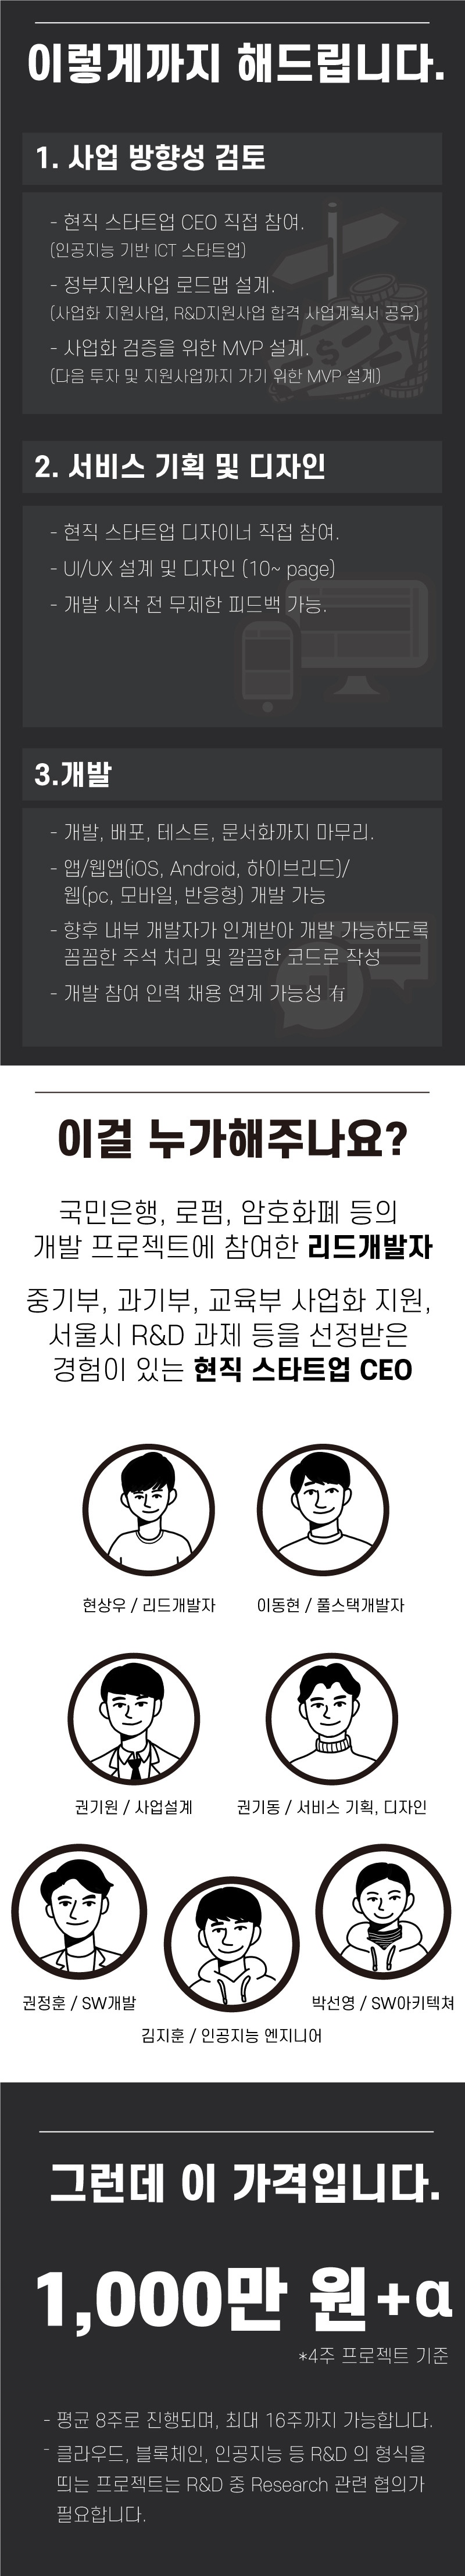 이렇게까지 해드립니다.
1. 사업 방향성 검토
- 현직 스타트업 CEO 직접 참여.
(인공지능 기반 ICT 스타트업)
- 정부지원사업 로드맵 설계.
(사업화 지원사업, R&D지원사업 합격 사업계획서 공유)
- 사업화 검증을 위한 MVP 설계.
(다음 투자 및 지원사업까지 가기 위한 MVP 설계)
2. 서비스 기획 및 디자인
- 현직 스타트업 디자이너 직접 참여.
- UI/UX 설계 및 디자인 (10~ page)
- 개발 시작 전 무제한 피드백 가능.
3.개발
- 개발, 배포, 테스트, 문서화까지 마무리.
- 앱/웹앱(iOS, Android, 하이브리드)/
웹(pc, 모바일, 반응형) 개발 가능
- 향후 내부 개발자가 인계받아 개발 가능하도록
꼼꼼한 주석 처리 및 깔끔한 코드로 작성
- 개발 참여 인력 채용 연계 가능성 有
이걸 누가해주나요?
국민은행, 로펌, 암호화폐 등의
개발 프로젝트에 참여한 리드개발자
중기부, 과기부, 교육부 사업화 지원,
서울시 R&D 과제 등을 선정받은
경험이 있는 현직 스타트업 CEO
현상우 / 리드개발자
이동현 / 풀스택개발자
권기원 / 사업설계
권기동 / 서비스 기획, 디자인
권정훈 / SW개발
박선영 / SW아키텍쳐
김지훈 / 인공지능 엔지니어
그런데 이 가격입니다.
1,000만 원+α
*4주 프로젝트 기준
- 평균 8주로 진행되며, 최대 16주까지 가능합니다.
- 클라우드, 블록체인, 인공지능 등 R&D 의 형식을
띄는 프로젝트는 R&D 중 Research 관련 협의가
필요합니다.